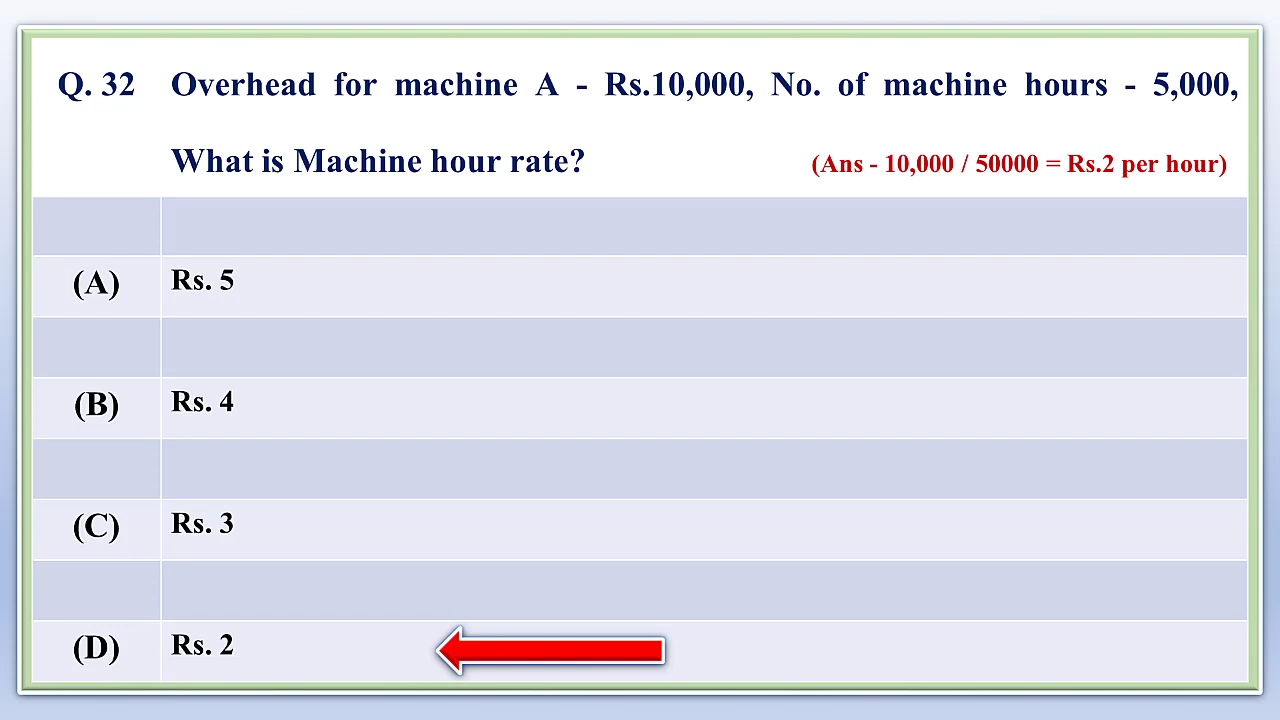 Q. 32 Overhead for machine A - Rs.10,000, No. of machine hours - 5,000,
What is Machine hour rate? (Ans - 10,000 / 50000 = Rs.2 per hour)
(A) Rs. 5
(B) Rs. 4
(C) Rs. 3
(D) Rs. 2